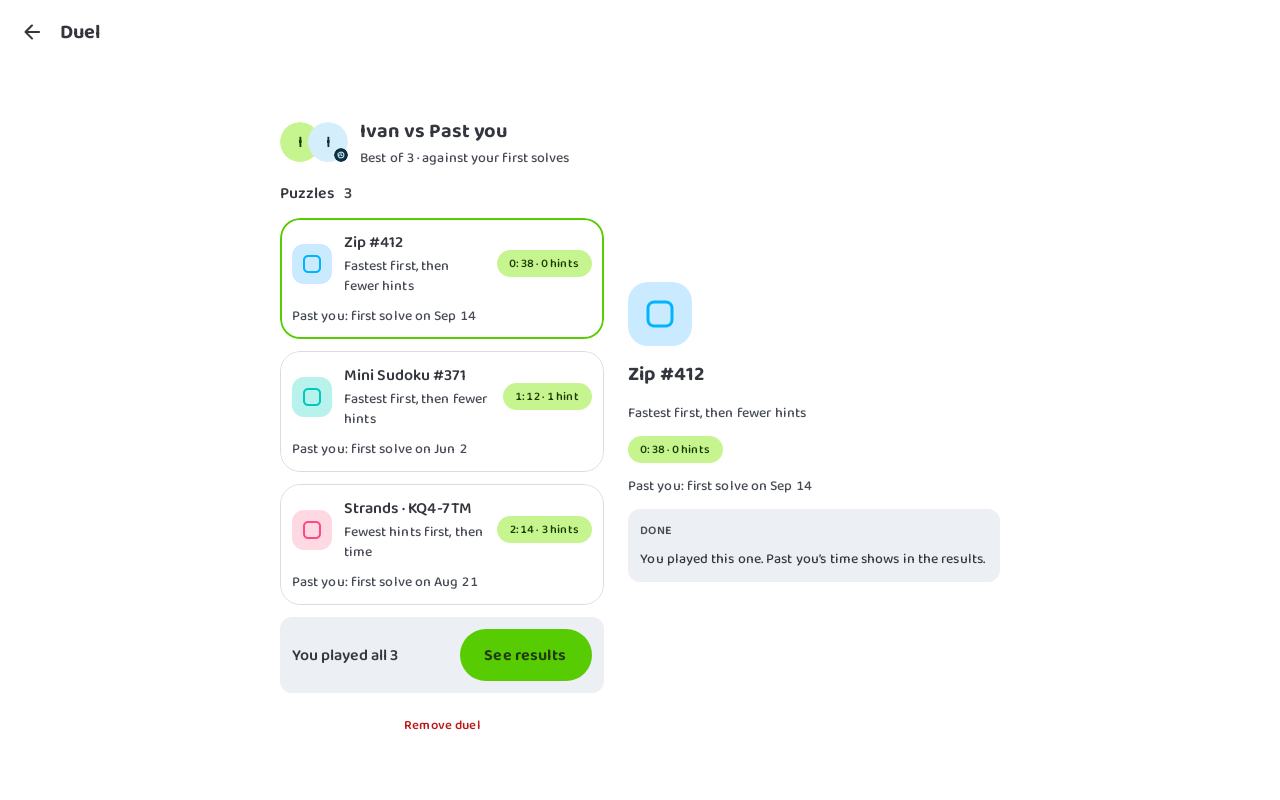 Duel
I
I
Ivan vs Past you
Best of 3 · against your first solves
Puzzles 3
Zip #412
Fastest first, then
fewer hints
0:38 · 0 hints
Past you: first solve on Sep 14
Mini Sudoku #371
Fastest first, then fewer
hints
1:12 · 1 hint
Past you: first solve on Jun 2
Strands · KQ4-7TM
Fewest hints first, then
time
2:14 · 3 hints
Past you: first solve on Aug 21
You played all 3
See results
Remove duel
Zip #412
Fastest first, then fewer hints
0:38 · 0 hints
Past you: first solve on Sep 14
DONE
You played this one. Past you's time shows in the results.